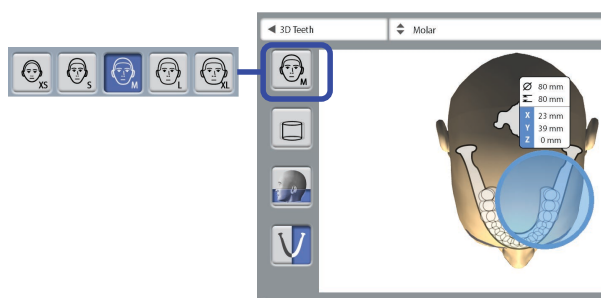 3D Teeth
Molar
XS
S
M
L
XL
M
80 mm
80 mm
X 23 mm
Y 39 mm
Z 0 mm